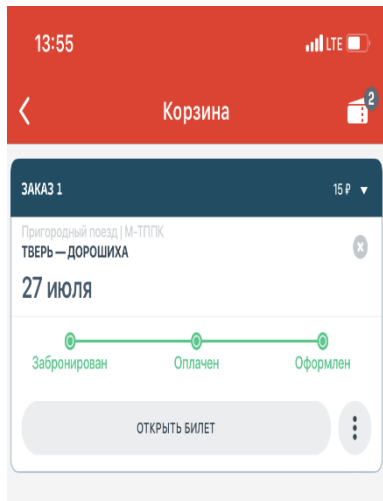 13:55 LTE
Корзина 2
ЗАКАЗ 1 15 ₽
Пригородный поезд | М-ТППК
ТВЕРЬ — ДОРОШИХА
27 июля
Забронирован Оплачен Оформлен
ОТКРЫТЬ БИЛЕТ